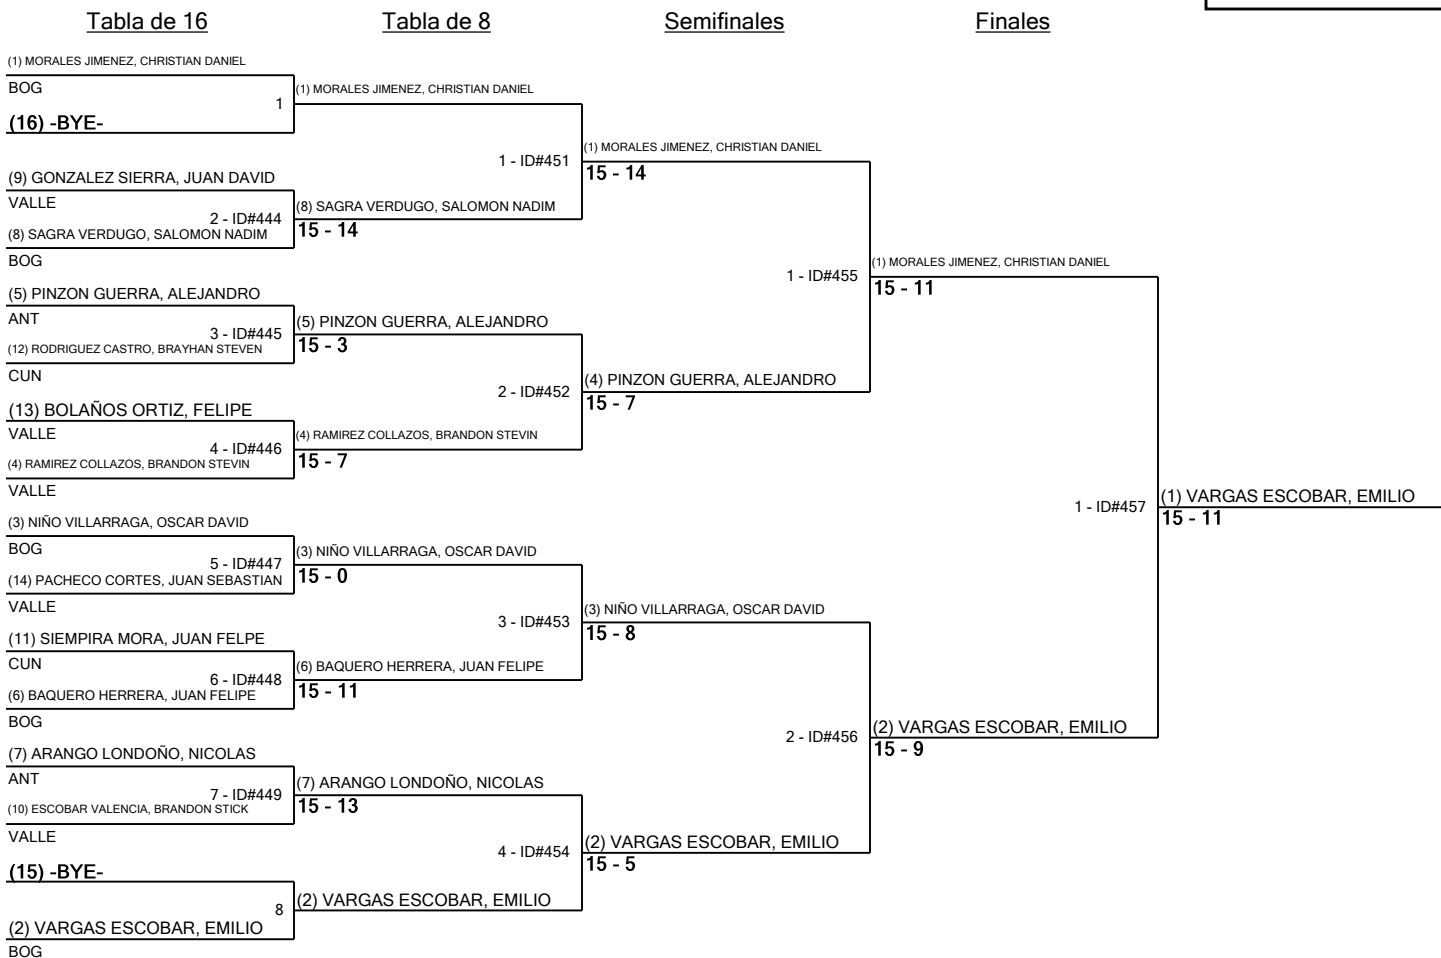 Tabla de 16
Tabla de 8
Semifinales
Finales
(1) MORALES JIMENEZ, CHRISTIAN DANIEL
BOG
1
(16) -BYE-
(9) GONZALEZ SIERRA, JUAN DAVID
VALLE
2 - ID#444
(8) SAGRA VERDUGO, SALOMON NADIM
BOG
(5) PINZON GUERRA, ALEJANDRO
ANT
3 - ID#445
(12) RODRIGUEZ CASTRO, BRAYHAN STEVEN
CUN
(13) BOLAÑOS ORTIZ, FELIPE
VALLE
4 - ID#446
(4) RAMIREZ COLLAZOS, BRANDON STEVIN
VALLE
(3) NIÑO VILLARRAGA, OSCAR DAVID
BOG
5 - ID#447
(14) PACHECO CORTES, JUAN SEBASTIAN
VALLE
(11) SIEMPIRA MORA, JUAN FELPE
CUN
6 - ID#448
(6) BAQUERO HERRERA, JUAN FELIPE
BOG
(7) ARANGO LONDOÑO, NICOLAS
ANT
7 - ID#449
(10) ESCOBAR VALENCIA, BRANDON STICK
VALLE
(15) -BYE-
8
(2) VARGAS ESCOBAR, EMILIO
BOG
(1) MORALES JIMENEZ, CHRISTIAN DANIEL
1 - ID#451
(8) SAGRA VERDUGO, SALOMON NADIM
15 - 14
(5) PINZON GUERRA, ALEJANDRO
15 - 3
2 - ID#452
(4) RAMIREZ COLLAZOS, BRANDON STEVIN
15 - 7
(3) NIÑO VILLARRAGA, OSCAR DAVID
15 - 0
3 - ID#453
(6) BAQUERO HERRERA, JUAN FELIPE
15 - 11
(7) ARANGO LONDOÑO, NICOLAS
15 - 13
4 - ID#454
(2) VARGAS ESCOBAR, EMILIO
(1) MORALES JIMENEZ, CHRISTIAN DANIEL
15 - 14
1 - ID#455
(4) PINZON GUERRA, ALEJANDRO
15 - 7
(3) NIÑO VILLARRAGA, OSCAR DAVID
15 - 8
2 - ID#456
(2) VARGAS ESCOBAR, EMILIO
15 - 5
(1) MORALES JIMENEZ, CHRISTIAN DANIEL
15 - 11
1 - ID#457
(2) VARGAS ESCOBAR, EMILIO
15 - 9
(1) VARGAS ESCOBAR, EMILIO
15 - 11